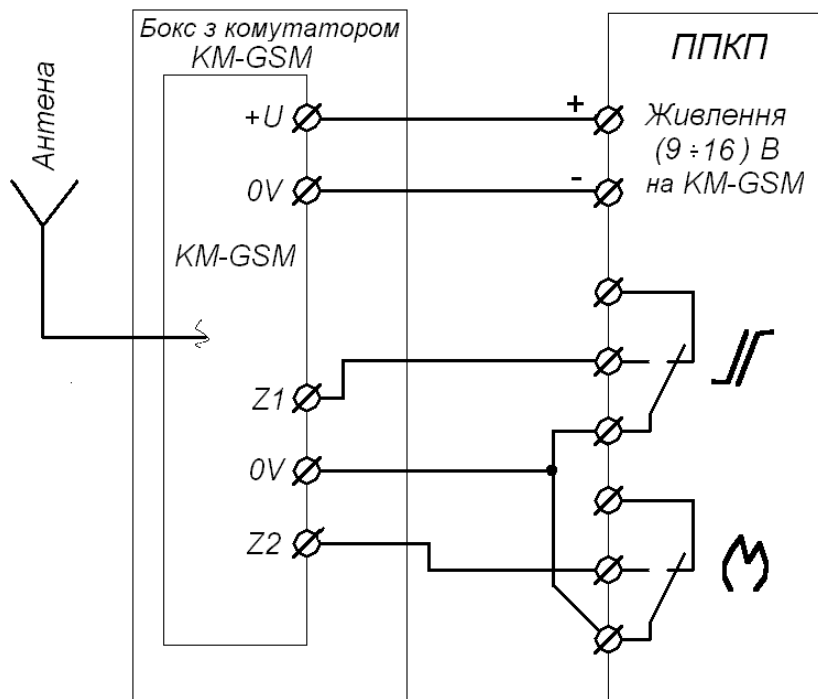 Бокс з комутатором
KM-GSM
ППКП
Антена
+U
+
Живлення
(9÷16) В
на KM-GSM
0V
-
KM-GSM
Z1
0V
Z2